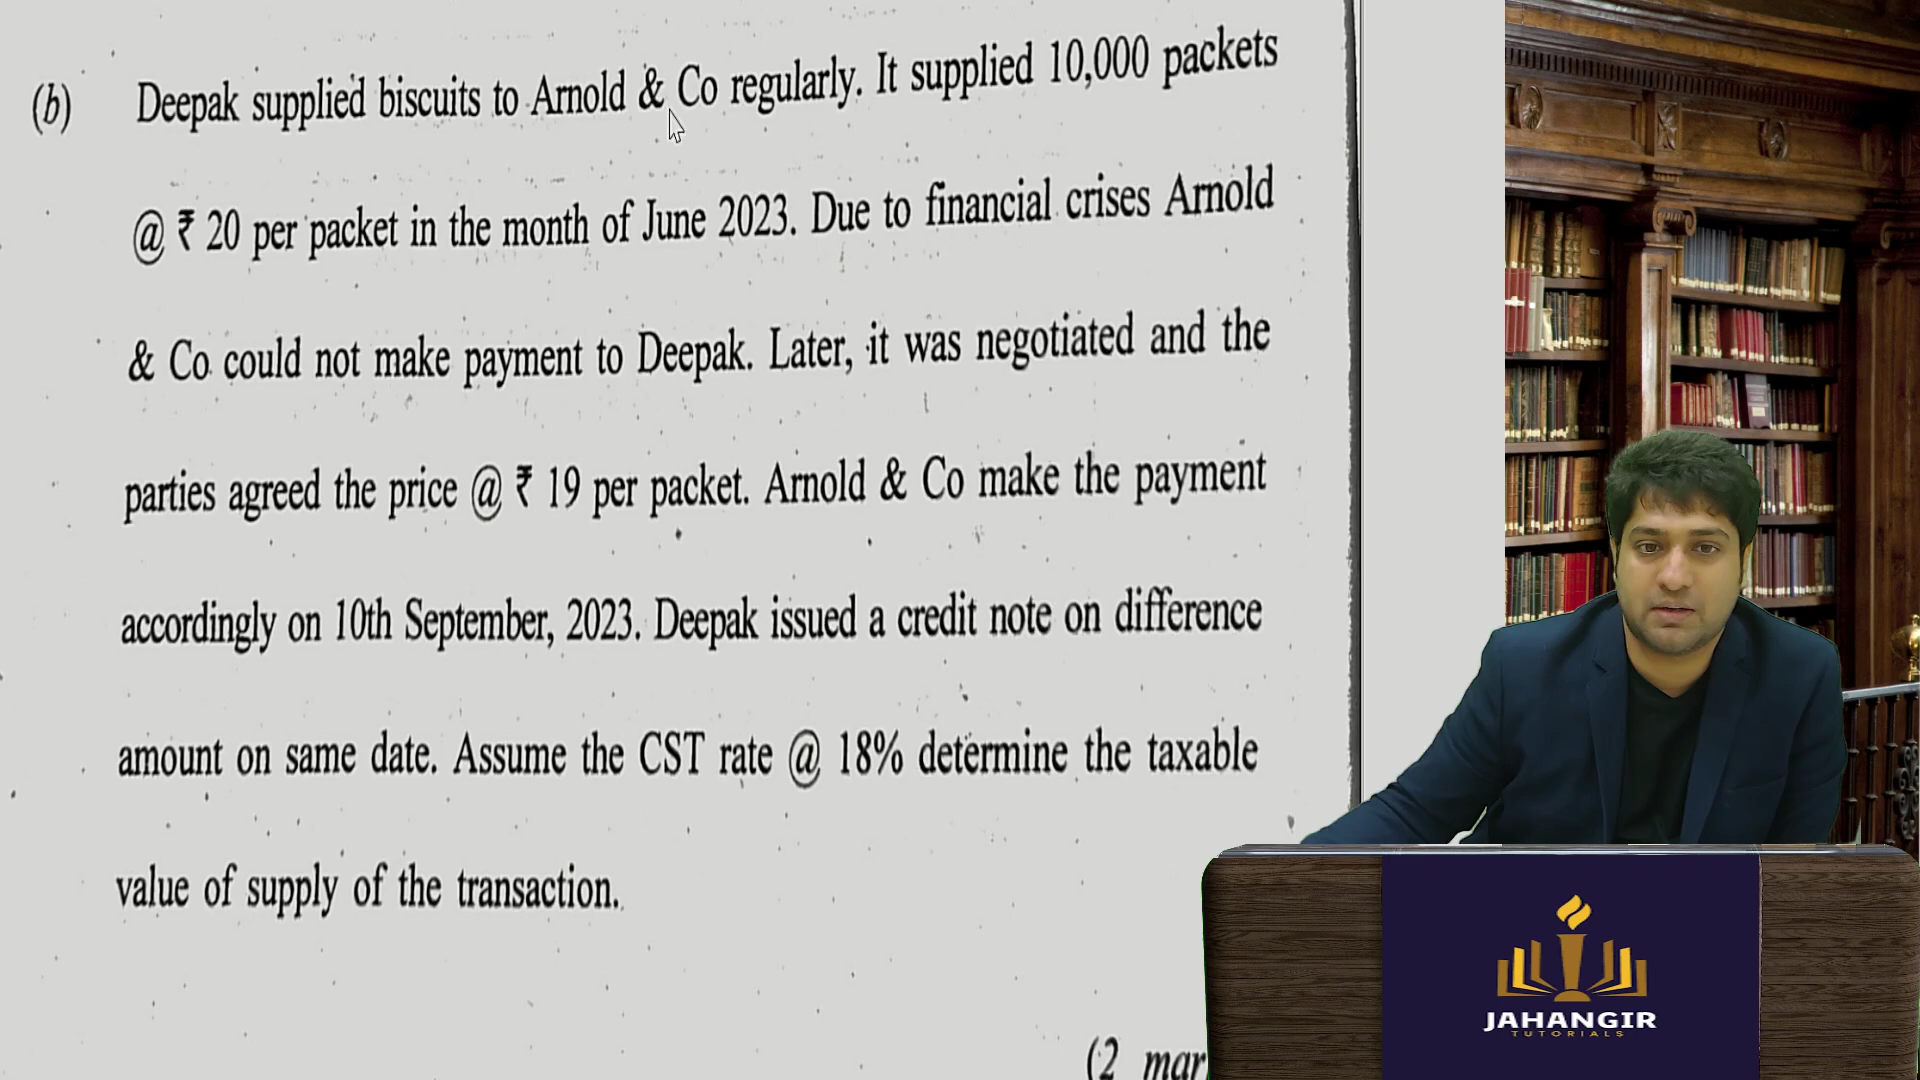 (b) Deepak supplied biscuits to Arnold & Co regularly. It supplied 10,000 packets
@ ₹ 20 per packet in the month of June 2023. Due to financial crises Arnold
& Co could not make payment to Deepak. Later, it was negotiated and the
parties agreed the price @ ₹ 19 per packet. Arnold & Co make the payment
accordingly on 10th September, 2023. Deepak issued a credit note on difference
amount on same date. Assume the CST rate @ 18% determine the taxable
value of supply of the transaction.
(2 mar
JAHANGIR
TUTORIALS